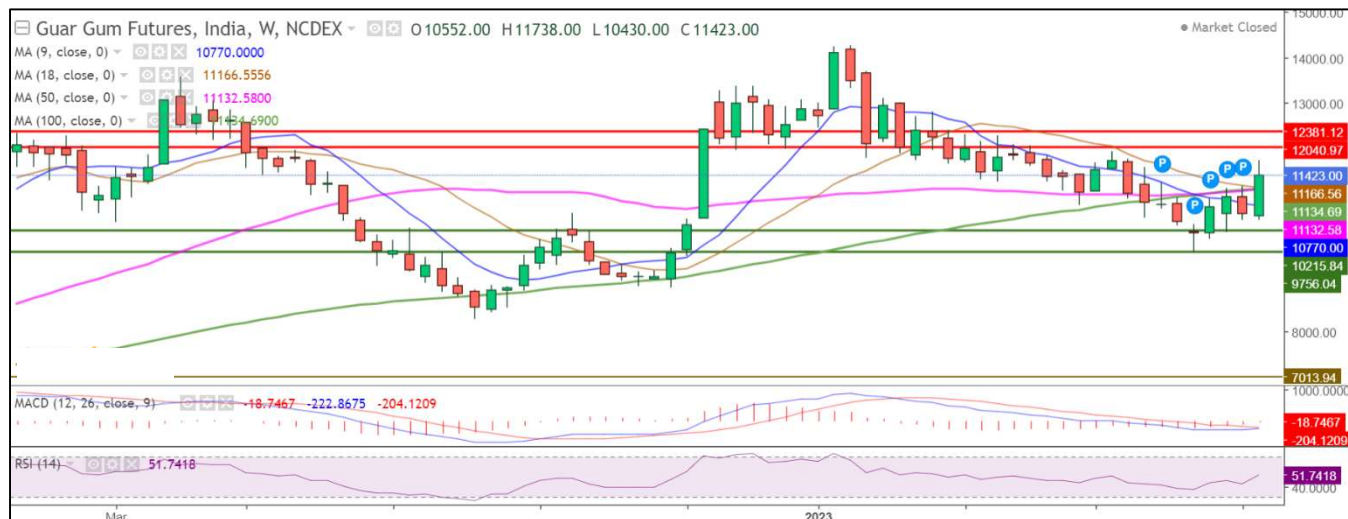 Guar Gum Futures, India, W, NCDEX O10552.00 H11738.00 L10430.00 C11423.00
Market Closed
MA (9, close, 0) 10770.0000
MA (18, close, 0) 11166.5556
MA (50, close, 0) 11132.5800
MA (100, close, 0) 11134.6900
15000.00
14000.00
13000.00
12381.12
12040.97
11423.00
11166.56
11134.69
11132.58
10770.00
10215.84
9756.04
8000.00
7013.94
P
P
P
P
P
MACD (12, 26, close, 9) -18.7467 -222.8675 -204.1209
1000.0000
-18.7467
-204.1209
RSI (14) 51.7418
51.7418
40.0000
Mar
2023